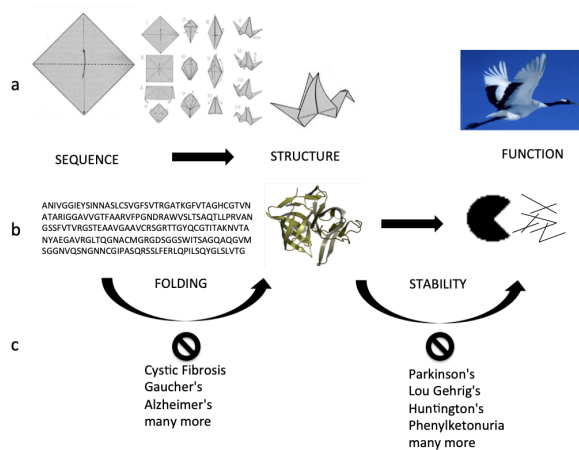 a
SEQUENCE
STRUCTURE
FUNCTION
b
ANIVGGIEYSINNASLCSVGFSVTRGATKGFVTAGHCGTVN
ATARIGGAVVGTFAARVFPGNDRAWVSLTSAQTLLPRVAN
GSSFVTVRGSTEAAVGAAVCRSGRTTGYQCGTITAKNVTA
NYAEGAVRGLTQGNACMGRGDSGGSWITSAGQAQGVM
SGGNVQSNGNNCGIPASQRSSLFERLQPILSQYGLSLVTG
FOLDING
STABILITY
c
Cystic Fibrosis
Gaucher's
Alzheimer's
many more
Parkinson's
Lou Gehrig's
Huntington's
Phenylketonuria
many more